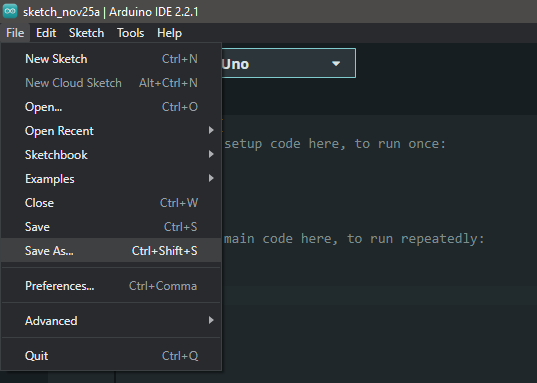 sketch_nov25a | Arduino IDE 2.2.1
File Edit Sketch Tools Help
New Sketch Ctrl+N
New Cloud Sketch Alt+Ctrl+N
Uno
Open... Ctrl+O
Open Recent
setup code here, to run once:
Sketchbook
Examples
Close Ctrl+W
Save Ctrl+S
main code here, to run repeatedly:
Save As... Ctrl+Shift+S
Preferences... Ctrl+Comma
Advanced
Quit Ctrl+Q